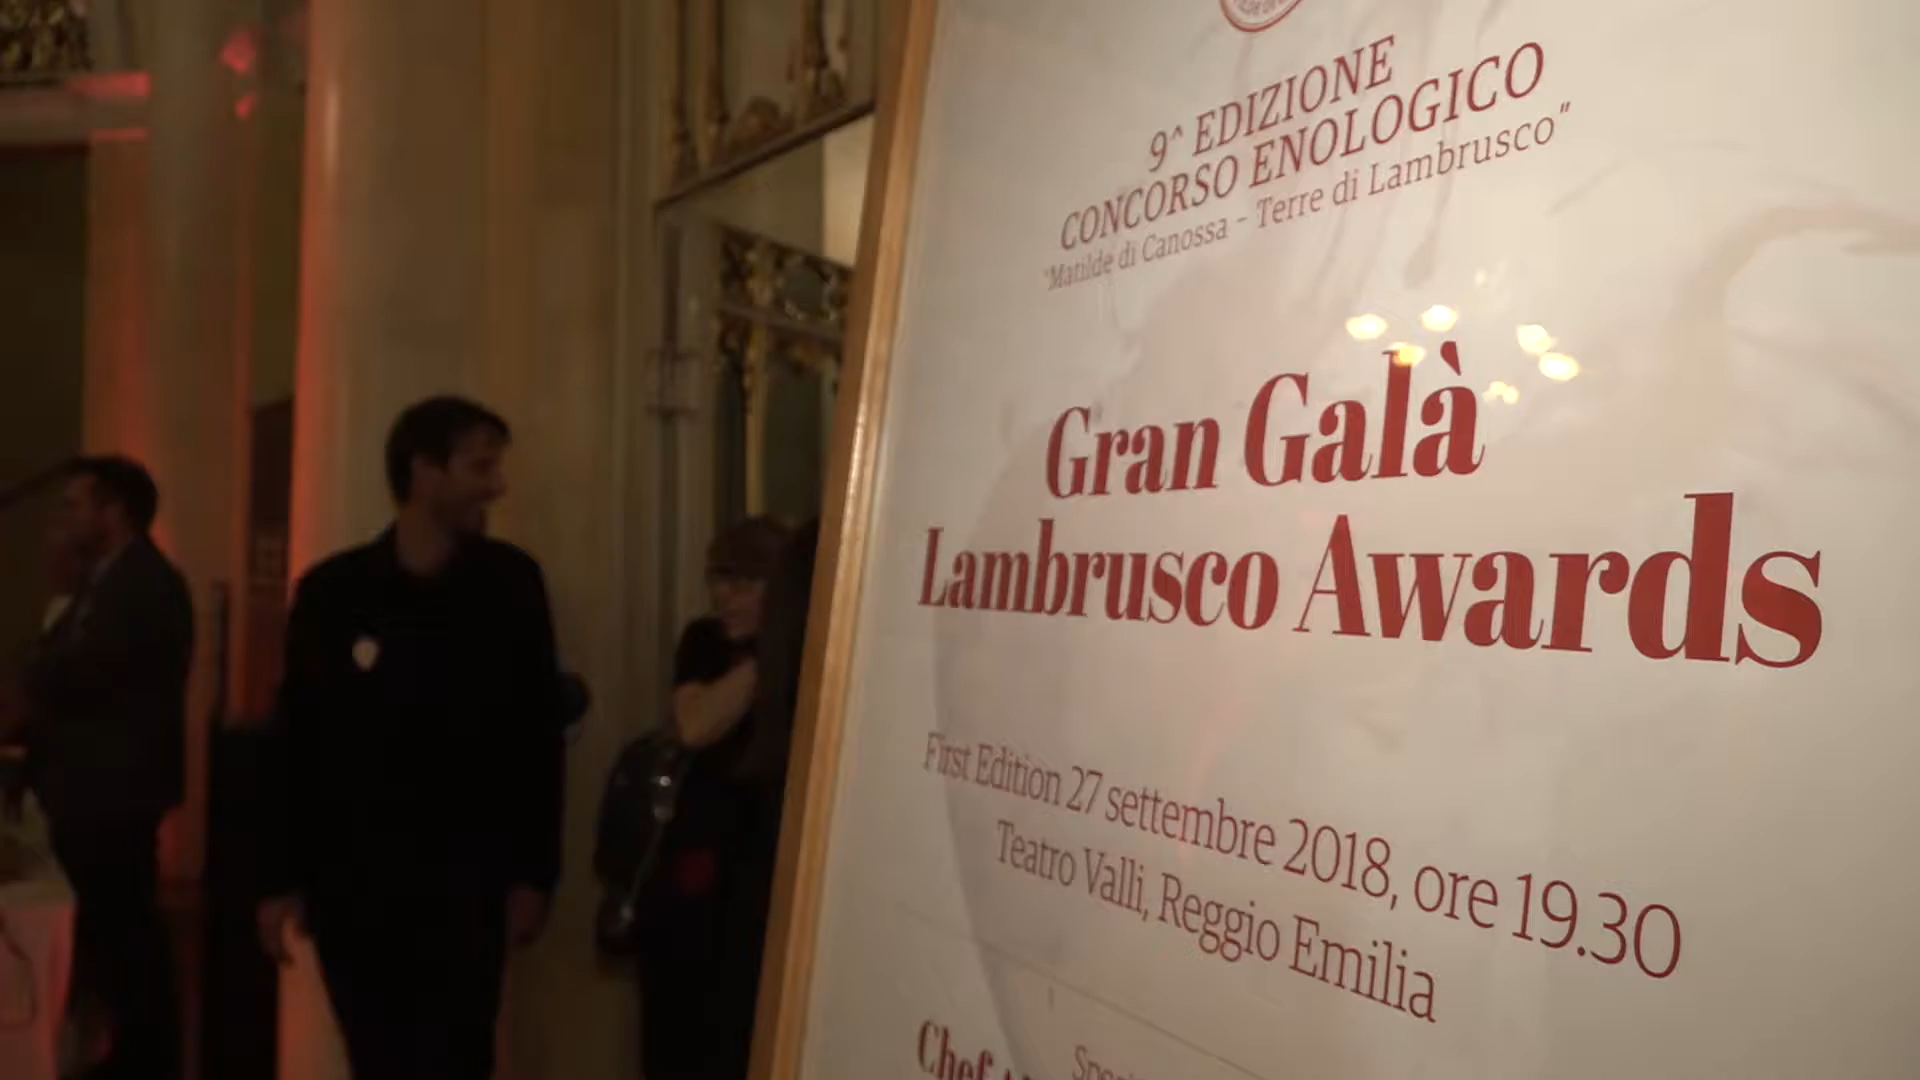 9^ EDIZIONE
CONCORSO ENOLOGICO
"Matilde di Canossa - Terre di Lambrusco"
Gran Galà
Lambrusco Awards
First Edition 27 settembre 2018, ore 19.30
Teatro Valli, Reggio Emilia
Chef